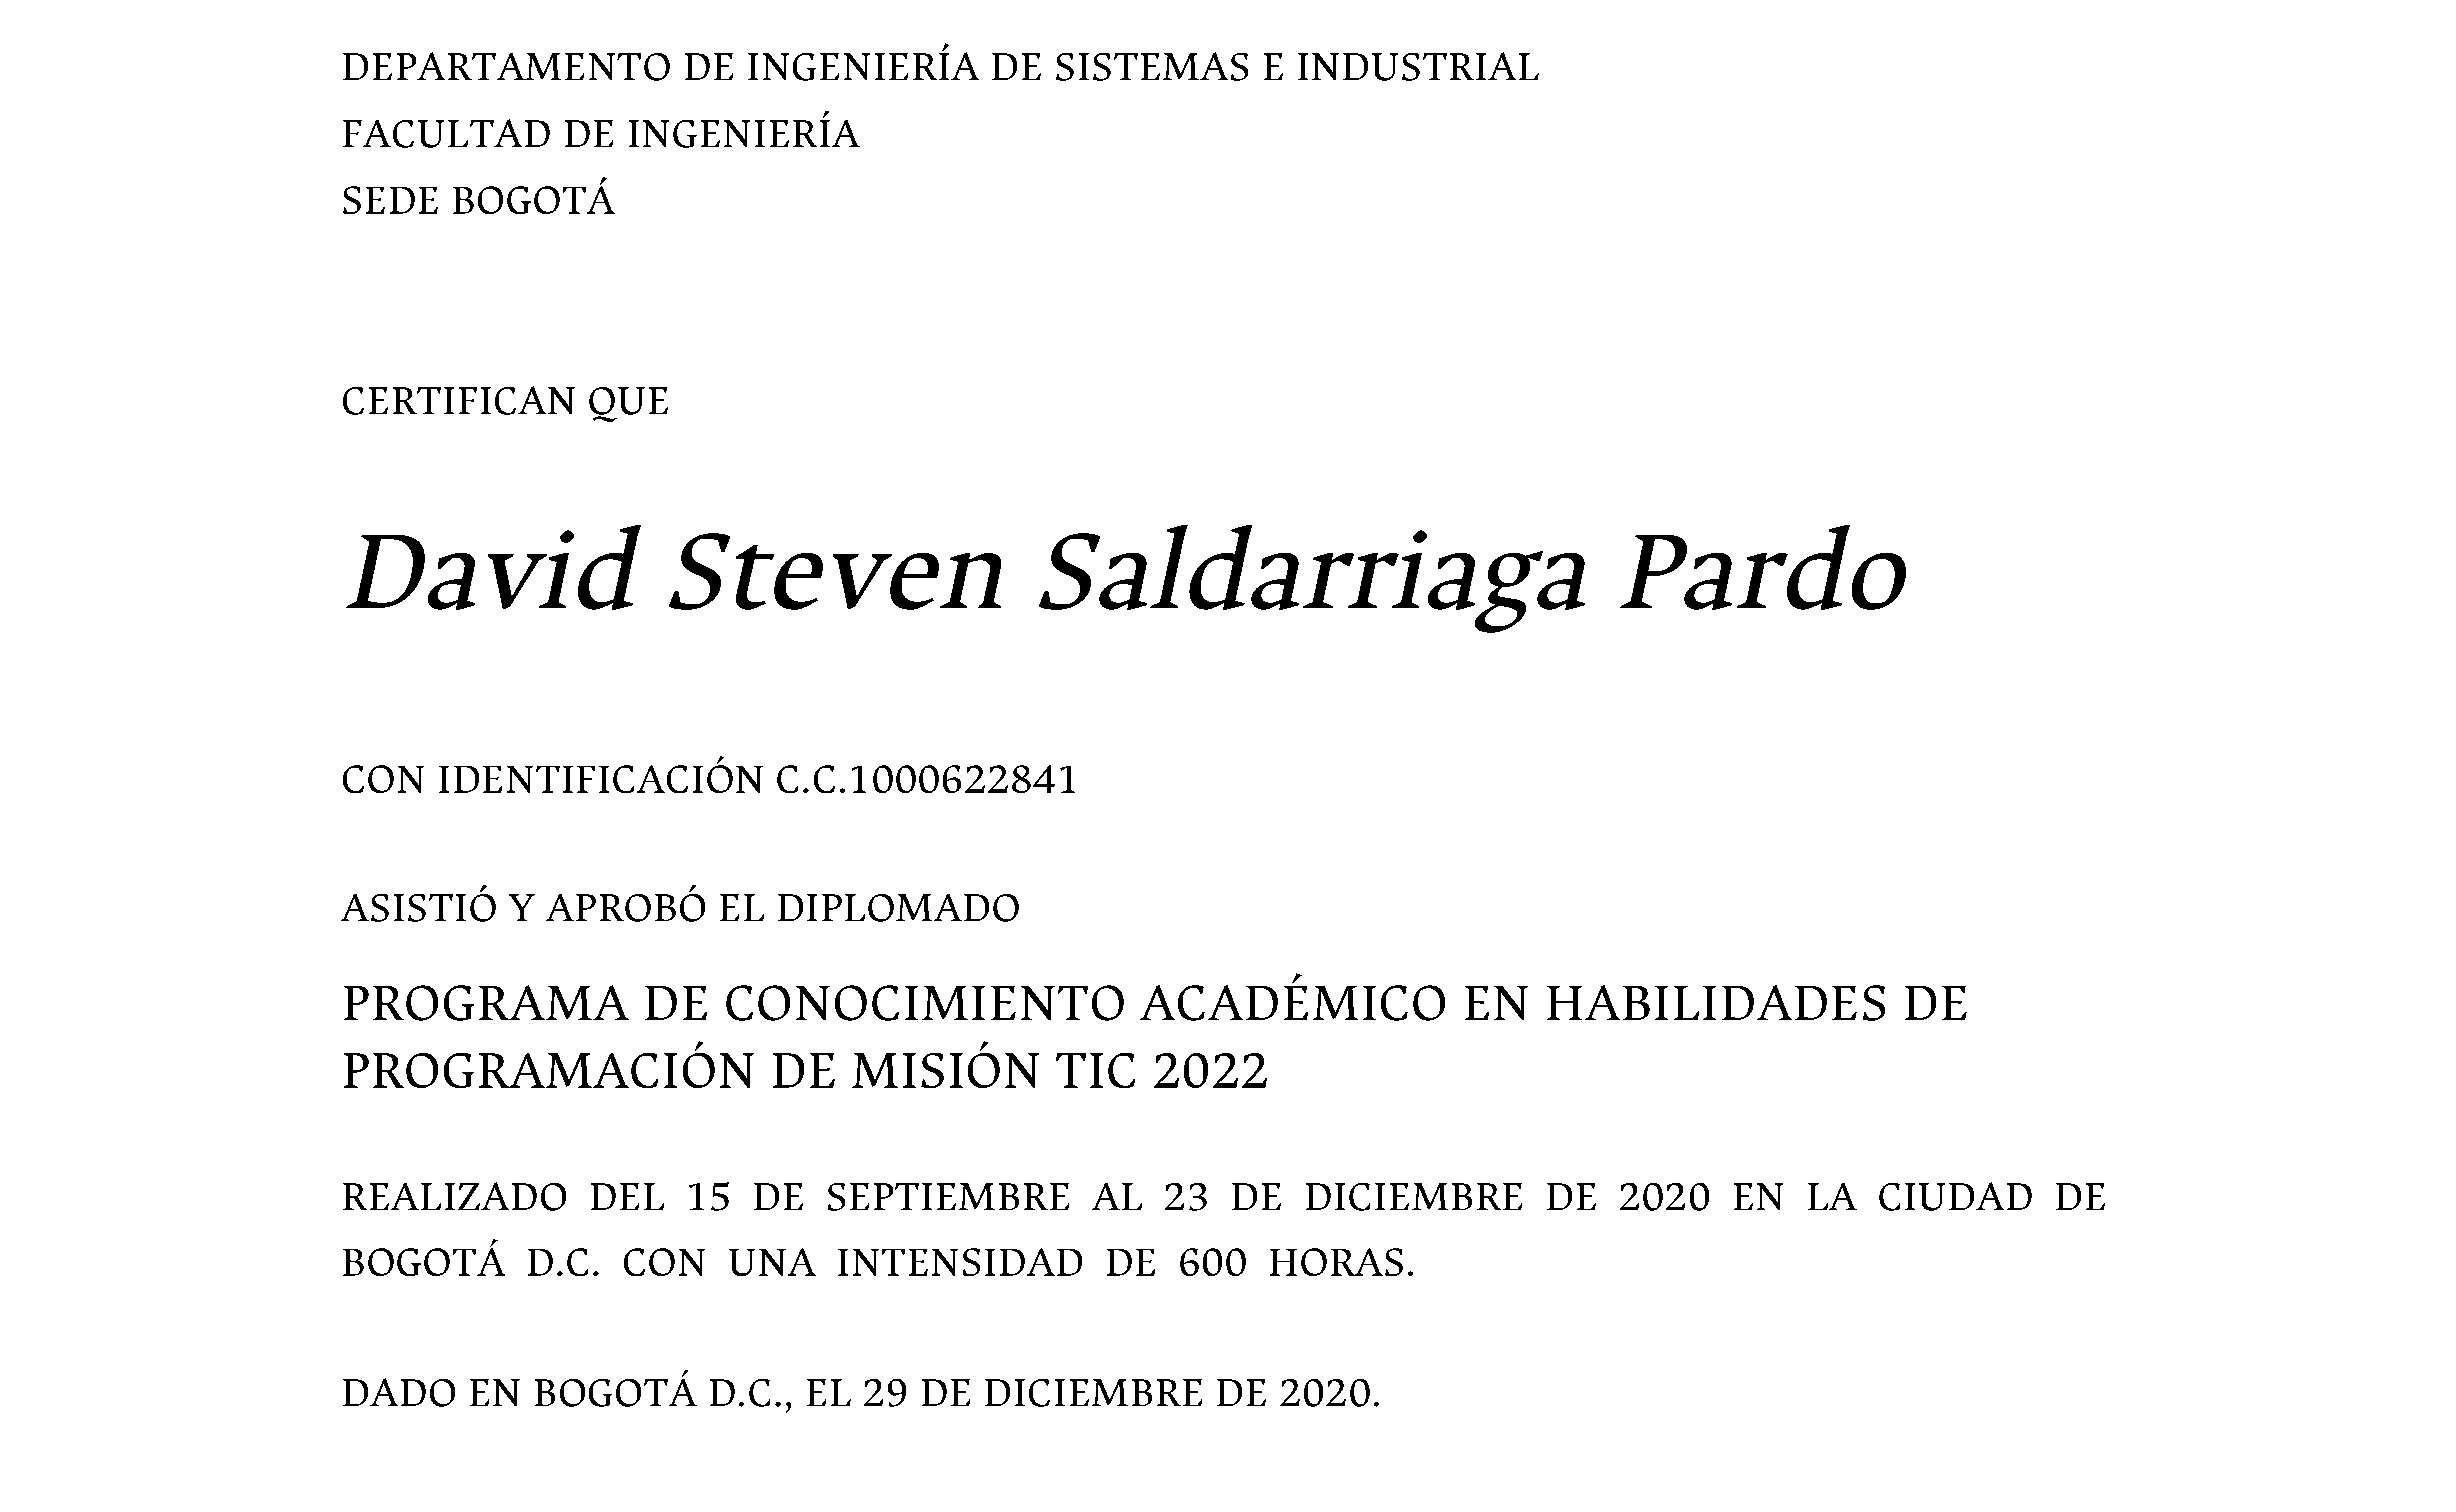 DEPARTAMENTO DE INGENIERÍA DE SISTEMAS E INDUSTRIAL
FACULTAD DE INGENIERÍA
SEDE BOGOTÁ
CERTIFICAN QUE
David Steven Saldarriaga Pardo
CON IDENTIFICACIÓN C.C.1000622841
ASISTIÓ Y APROBÓ EL DIPLOMADO
PROGRAMA DE CONOCIMIENTO ACADÉMICO EN HABILIDADES DE
PROGRAMACIÓN DE MISIÓN TIC 2022
REALIZADO DEL 15 DE SEPTIEMBRE AL 23 DE DICIEMBRE DE 2020 EN LA CIUDAD DE
BOGOTÁ D.C. CON UNA INTENSIDAD DE 600 HORAS.
DADO EN BOGOTÁ D.C., EL 29 DE DICIEMBRE DE 2020.